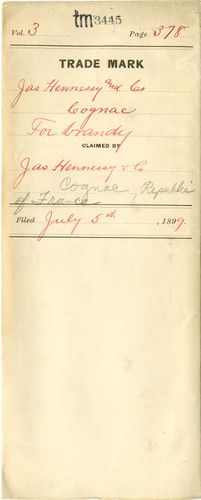 tm3445
Vol. 3 Page 378
TRADE MARK
Jas Hennessy and Co
Cognac
For brandy
CLAIMED BY
Jas Hennessy & Co
Cognac, Republic
of France
Filed July 5th, 1899.